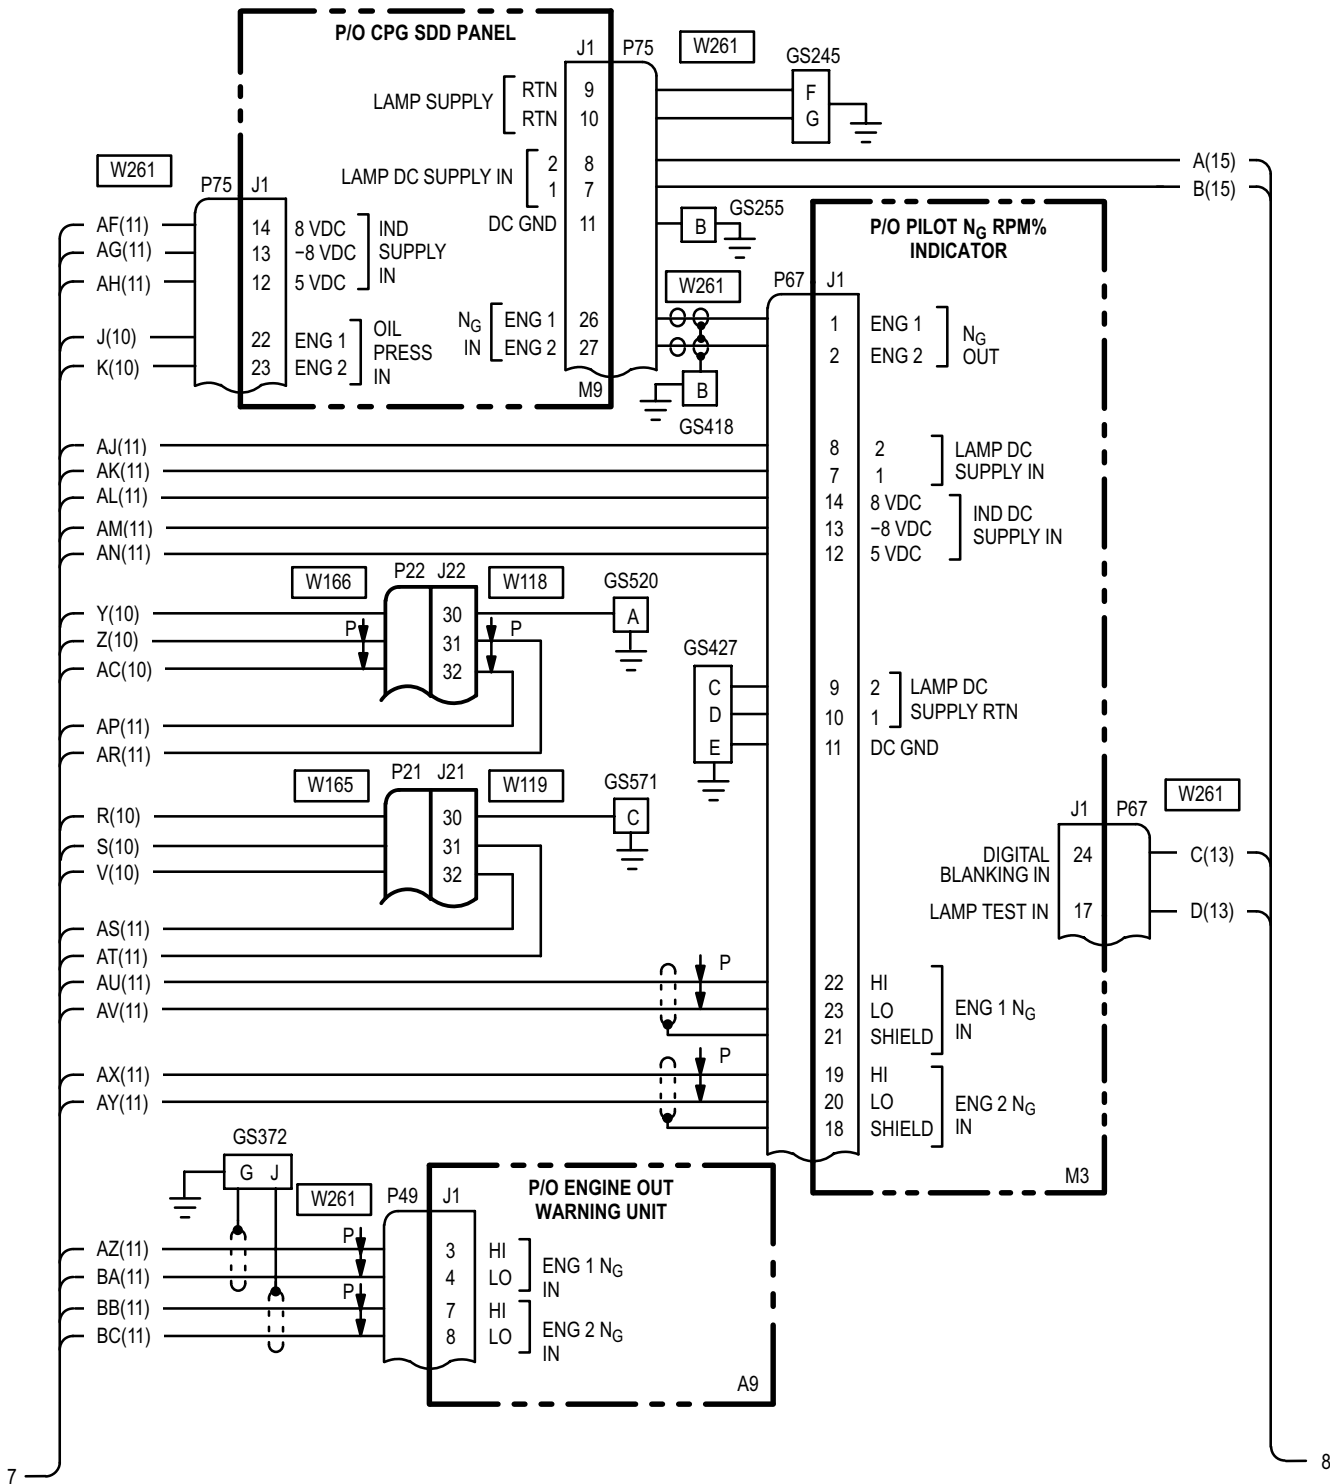 P/O CPG SDD PANEL
J1 P75 W261 GS245
LAMP SUPPLY RTN 9 F
RTN 10 G
W261 LAMP DC SUPPLY IN 2 8 A(15)
1 7 B(15)
P75 J1 DC GND 11 B GS255
AF(11) 14 8 VDC IND
AG(11) 13 −8 VDC SUPPLY
AH(11) 12 5 VDC IN
P/O PILOT NG RPM%
INDICATOR
W261 P67 J1
NG ENG 1 26 1 ENG 1 NG
IN ENG 2 27 2 ENG 2 OUT
J(10) 22 ENG 1 OIL
PRESS
K(10) 23 ENG 2 IN
M9 B
GS418
AJ(11) 8 2 LAMP DC
AK(11) 7 1 SUPPLY IN
AL(11) 14 8 VDC IND DC
AM(11) 13 −8 VDC SUPPLY IN
AN(11) 12 5 VDC
W166 P22 J22 W118 GS520
Y(10) 30 A
Z(10) P 31 P
AC(10) 32
GS427
C 9 2 LAMP DC
D 10 1 SUPPLY RTN
E 11 DC GND
AP(11)
AR(11)
W165 P21 J21 W119 GS571
R(10) 30 C
S(10) 31
V(10) 32
J1 P67 W261
DIGITAL
BLANKING IN 24 C(13)
LAMP TEST IN 17 D(13)
AS(11)
AT(11)
AU(11) P 22 HI
AV(11) 23 LO ENG 1 NG
21 SHIELD IN
AX(11) P 19 HI
AY(11) 20 LO ENG 2 NG
18 SHIELD IN
M3
GS372
G J
W261 P49 J1 P/O ENGINE OUT
WARNING UNIT
AZ(11) P 3 HI
BA(11) 4 LO ENG 1 NG
IN
BB(11) P 7 HI
BC(11) 8 LO ENG 2 NG
IN
A9
7
8